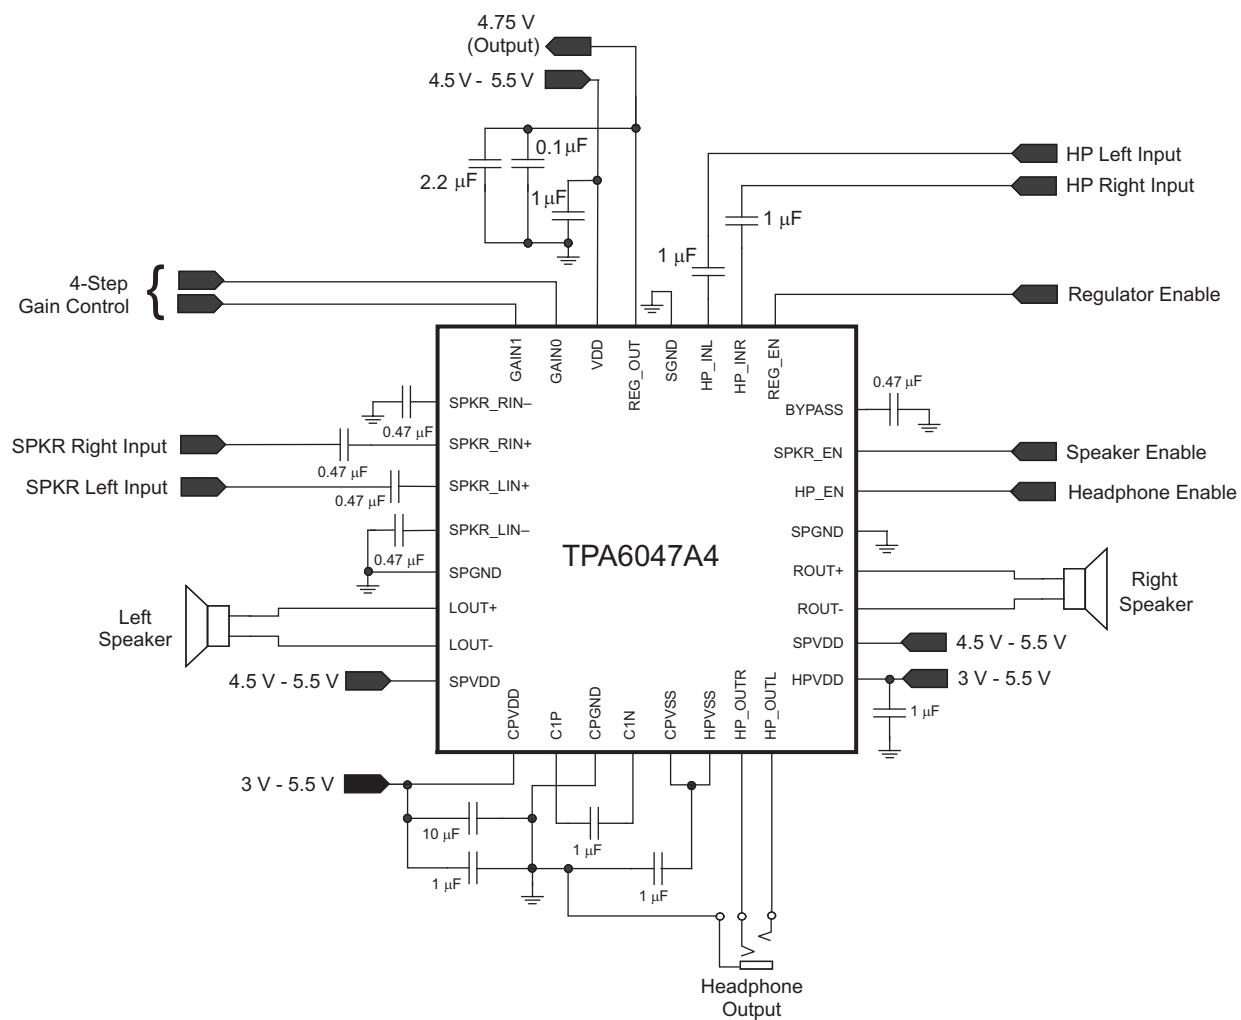 4.75 V
(Output)
4.5 V - 5.5 V
0.1 μF
2.2 μF
1 μF
HP Left Input
HP Right Input
1 μF
1 μF
4-Step
Gain Control
{
Regulator Enable
GAIN1
GAIN0
VDD
REG_OUT
SGND
HP_INL
HP_INR
REG_EN
SPKR_RIN–
0.47 μF
BYPASS
0.47 μF
SPKR Right Input
0.47 μF
SPKR_RIN+
SPKR_EN
Speaker Enable
SPKR Left Input
0.47 μF
SPKR_LIN+
HP_EN
Headphone Enable
SPKR_LIN–
0.47 μF
SPGND
TPA6047A4
SPGND
ROUT+
Right
Speaker
ROUT-
Left
Speaker
LOUT+
LOUT-
SPVDD
4.5 V - 5.5 V
4.5 V - 5.5 V
SPVDD
HPVDD
3 V - 5.5 V
1 μF
CPVDD
C1P
CPGND
C1N
CPVSS
HPVSS
HP_OUTR
HP_OUTL
3 V - 5.5 V
10 μF
1 μF
1 μF
1 μF
Headphone
Output